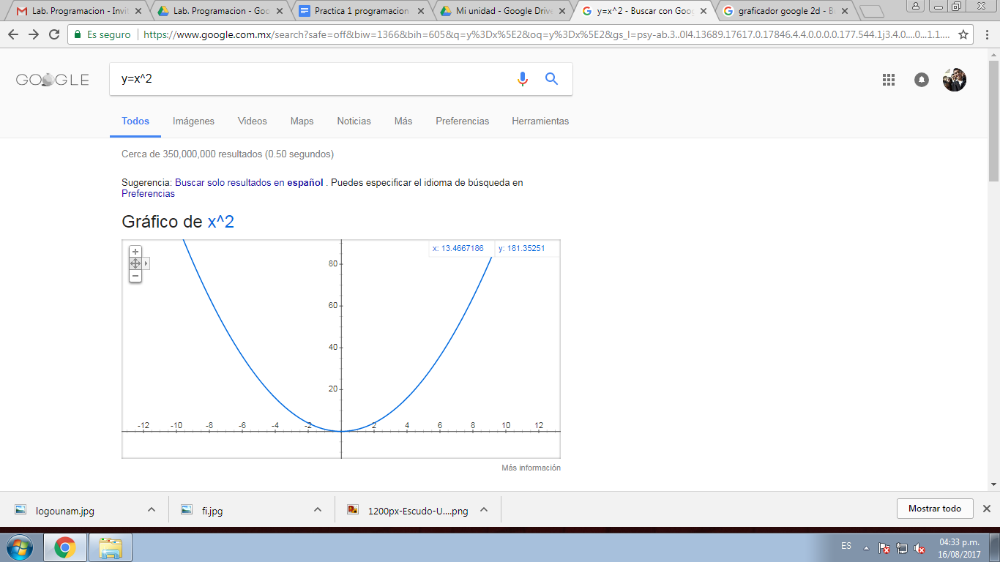 Lab. Programacion - Invit
Lab. Programacion - Goo
Practica 1 programacion
Mi unidad - Google Drive
y=x^2 - Buscar con Goog
graficador google 2d - B
Es seguro
https://www.google.com.mx/search?safe=off&biw=1366&bih=605&q=y%3Dx%5E2&oq=y%3Dx%5E2&gs_l=psy-ab.3..0l4.13689.17617.0.17846.4.4.0.0.0.0.177.544.1j3.4.0....0...1.1....
GOOGLE
y=x^2
Todos Imágenes Videos Maps Noticias Más Preferencias Herramientas
Cerca de 350,000,000 resultados (0.50 segundos)
Sugerencia: Buscar solo resultados en español . Puedes especificar el idioma de búsqueda en
Preferencias
Gráfico de x^2
x: 13.4667186 y: 181.35251
80
60
40
20
-12 -10 -8 -6 -4 -2 2 4 6 8 10 12
Más información
logounam.jpg
fi.jpg
1200px-Escudo-U....png
Mostrar todo
ES
04:33 p.m.
16/08/2017